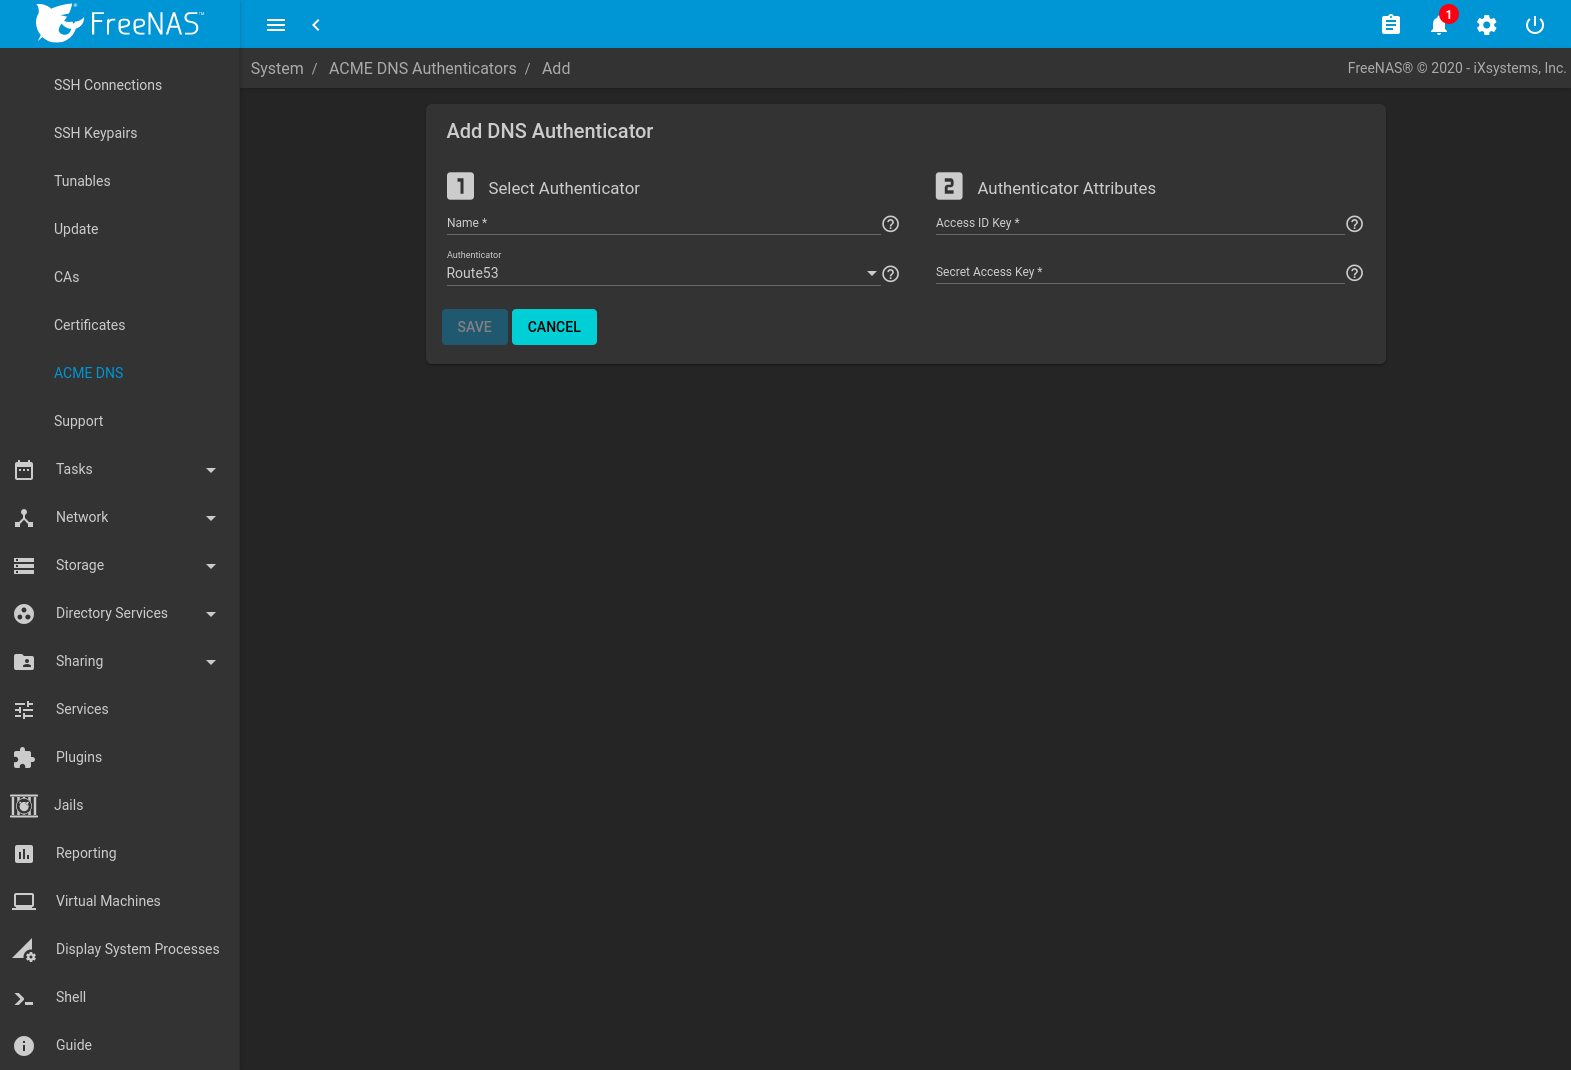 FreeNAS™
1
System / ACME DNS Authenticators / Add
FreeNAS® © 2020 - iXsystems, Inc.
SSH Connections
SSH Keypairs
Tunables
Update
CAs
Certificates
ACME DNS
Support
Tasks
Network
Storage
Directory Services
Sharing
Services
Plugins
Jails
Reporting
Virtual Machines
Display System Processes
Shell
Guide
Add DNS Authenticator
1 Select Authenticator
Name *
Authenticator
Route53
2 Authenticator Attributes
Access ID Key *
Secret Access Key *
SAVE
CANCEL